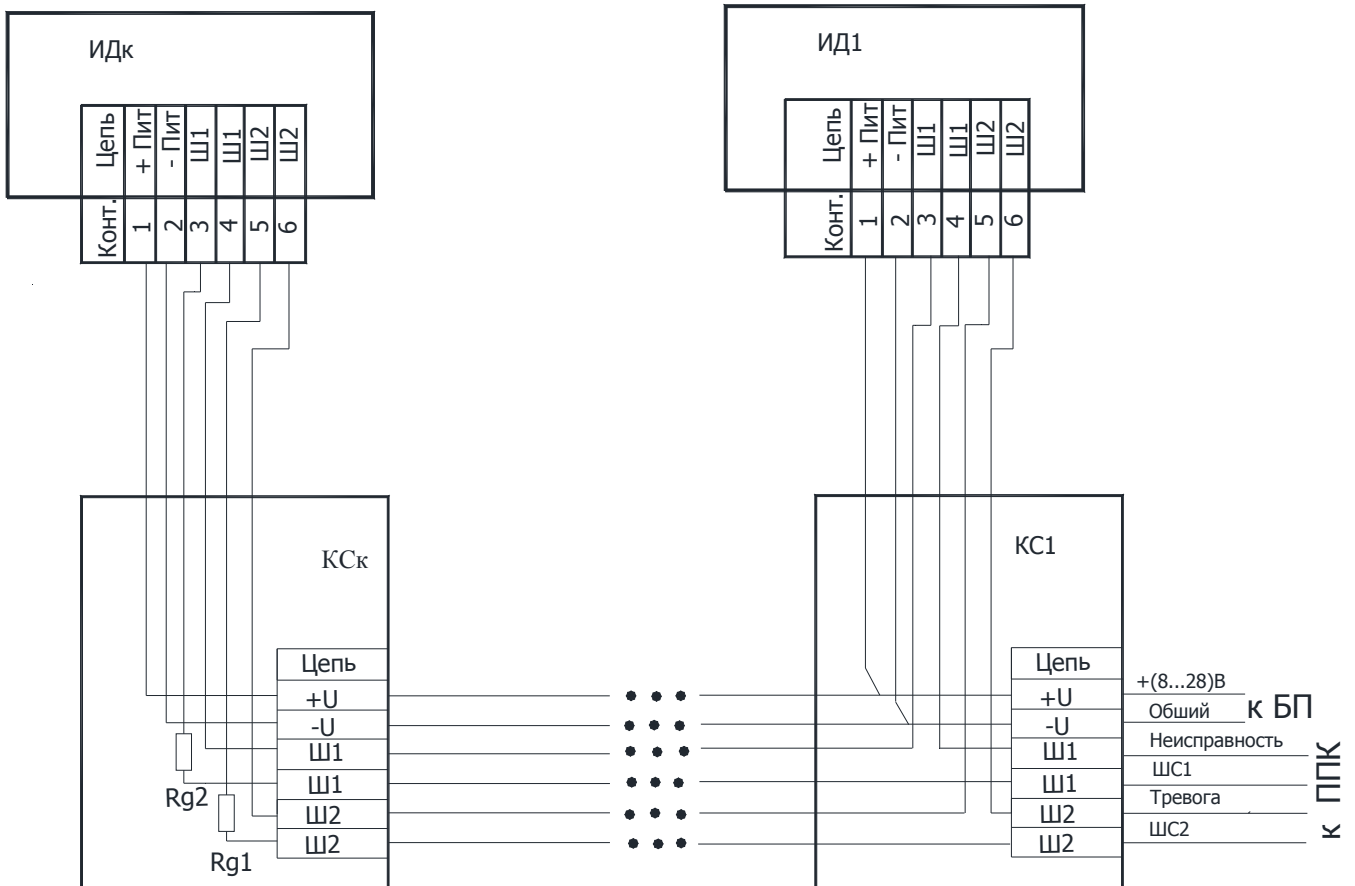 ИДк
Цепь
+ Пит
- Пит
Ш1
Ш1
Ш2
Ш2
Конт.
1
2
3
4
5
6
ИД1
Цепь
+ Пит
- Пит
Ш1
Ш1
Ш2
Ш2
Конт.
1
2
3
4
5
6
КСк
Цепь
+U
-U
Ш1
Ш1
Ш2
Ш2
Rg2
Rg1
КС1
Цепь
+U
-U
Ш1
Ш1
Ш2
Ш2
+(8...28)В
Обший
к БП
Неисправность
ШС1
Тревога
ШС2
к ППК